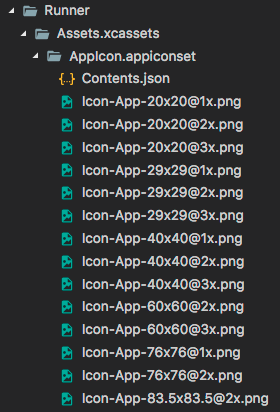 Runner
Assets.xcassets
AppIcon.appiconset
{..} Contents.json
Icon-App-20x20@1x.png
Icon-App-20x20@2x.png
Icon-App-20x20@3x.png
Icon-App-29x29@1x.png
Icon-App-29x29@2x.png
Icon-App-29x29@3x.png
Icon-App-40x40@1x.png
Icon-App-40x40@2x.png
Icon-App-40x40@3x.png
Icon-App-60x60@2x.png
Icon-App-60x60@3x.png
Icon-App-76x76@1x.png
Icon-App-76x76@2x.png
Icon-App-83.5x83.5@2x.png